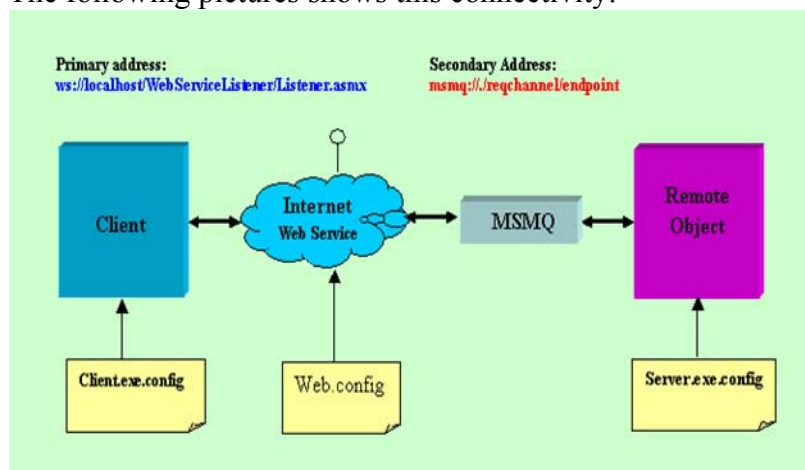 The following pictures shows this connectivity:
Primary address:
ws://localhost/WebServiceListener/Listener.asmx
Secondary Address:
msmq://./reqchannel/endpoint
Client
Internet
Web Service
MSMQ
Remote
Object
Client.exe.config
Web.config
Server.exe.config